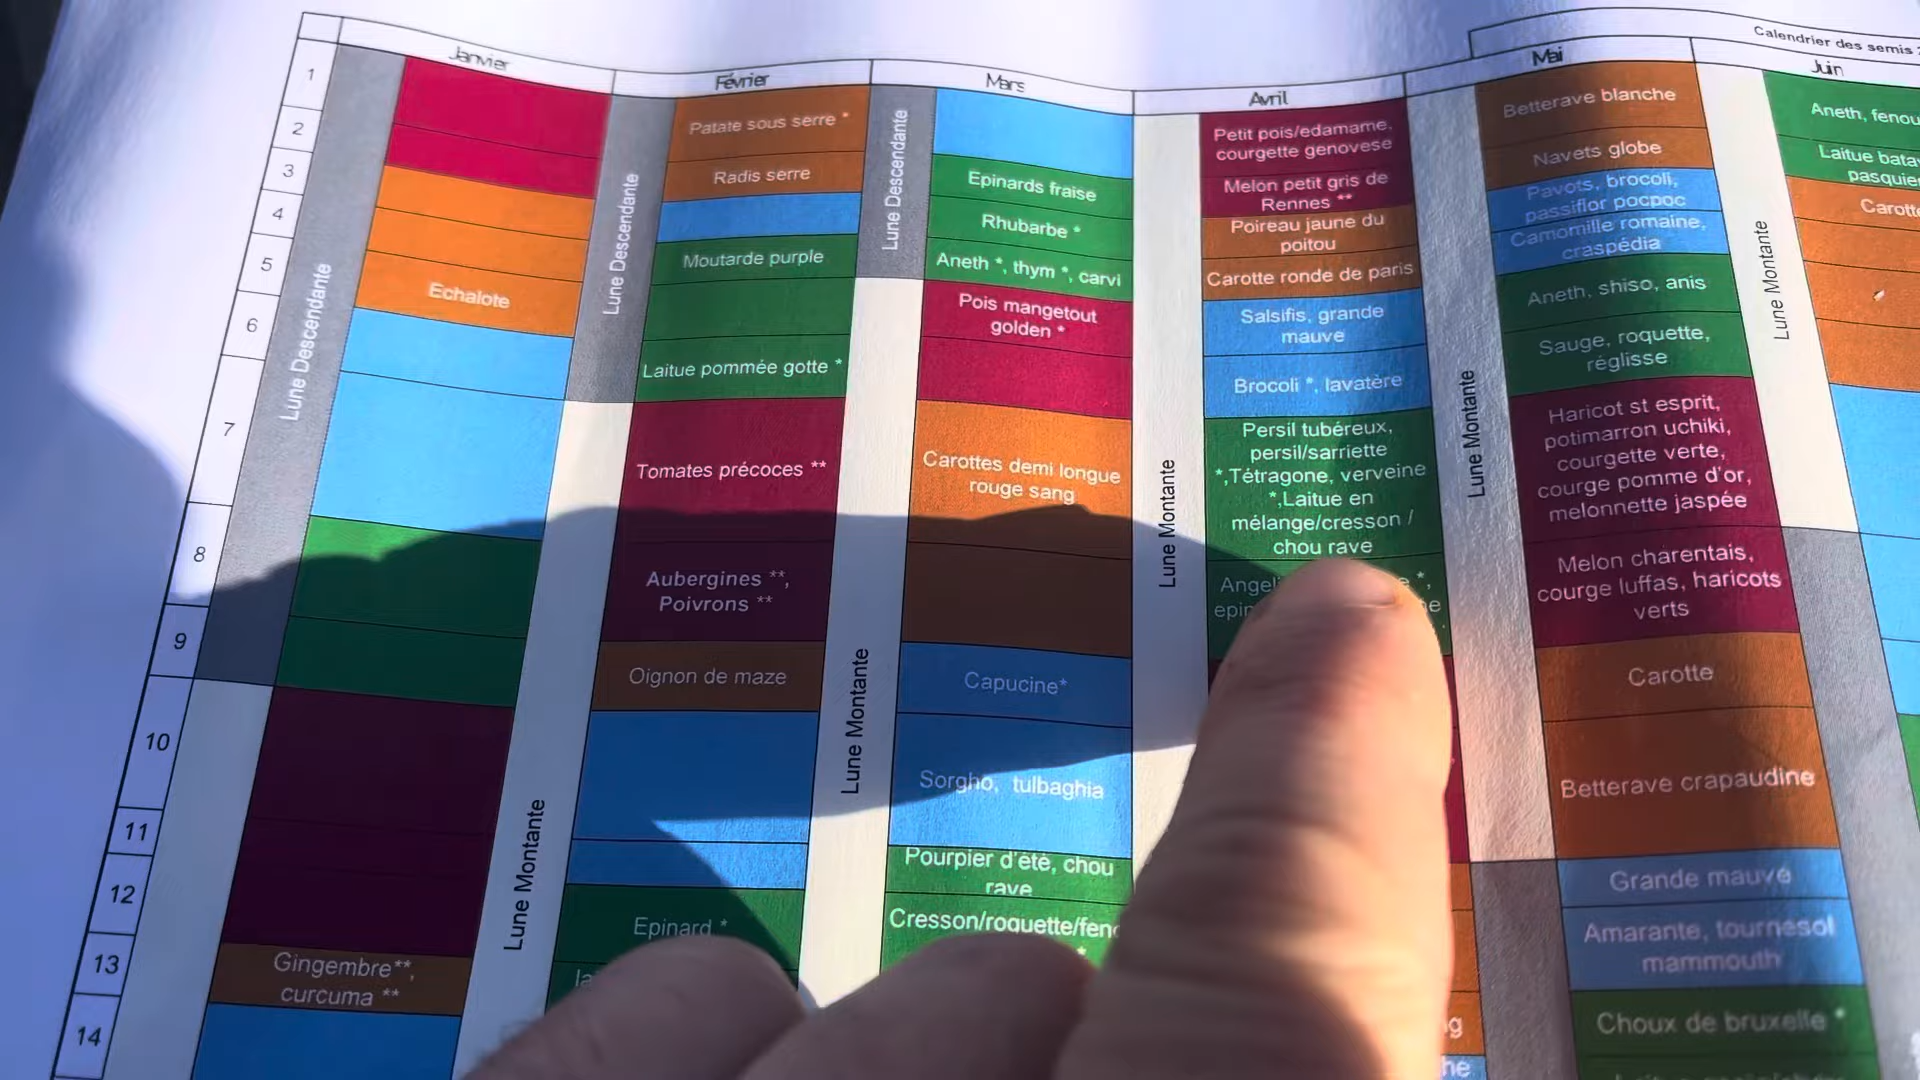 Calendrier des semis
Janvier
Février
Mars
Avril
Mai
Juin
1
2
3
4
5
6
7
8
9
10
11
12
13
14
Lune Descendante
Echalote
Gingembre**,
curcuma **
Lune Descendante
Lune Montante
Patate sous serre *
Radis serre
Moutarde purple
Laitue pommée gotte *
Tomates précoces **
Aubergines **,
Poivrons **
Oignon de maze
Epinard *
Lune Descendante
Lune Montante
Epinards fraise
Rhubarbe *
Aneth *, thym *, carvi
Pois mangetout
golden *
Carottes demi longue
rouge sang
Capucine*
Sorgho, tulbaghia
Pourpier d'été, chou
rave
Cresson/roquette/fen
*
Lune Montante
Petit pois/edamame,
courgette genovese
Melon petit gris de
Rennes **
Poireau jaune du
poitou
Carotte ronde de paris
Salsifis, grande
mauve
Brocoli *, lavatère
Persil tubéreux,
persil/sarriette
*,Tétragone, verveine
*,Laitue en
mélange/cresson /
chou rave
Lune Montante
Betterave blanche
Navets globe
Pavots, brocoli,
passiflor pocpoc
Camomille romaine,
craspédia
Aneth, shiso, anis
Sauge, roquette,
réglisse
Haricot st esprit,
potimarron uchiki,
courgette verte,
courge pomme d'or,
melonnette jaspée
Melon charentais,
courge luffas, haricots
verts
Carotte
Betterave crapaudine
Grande mauve
Amarante, tournesol
mammouth
Choux de bruxelle *
Lune Montante
Aneth, fenou
Laitue bata
pasquie
Carott